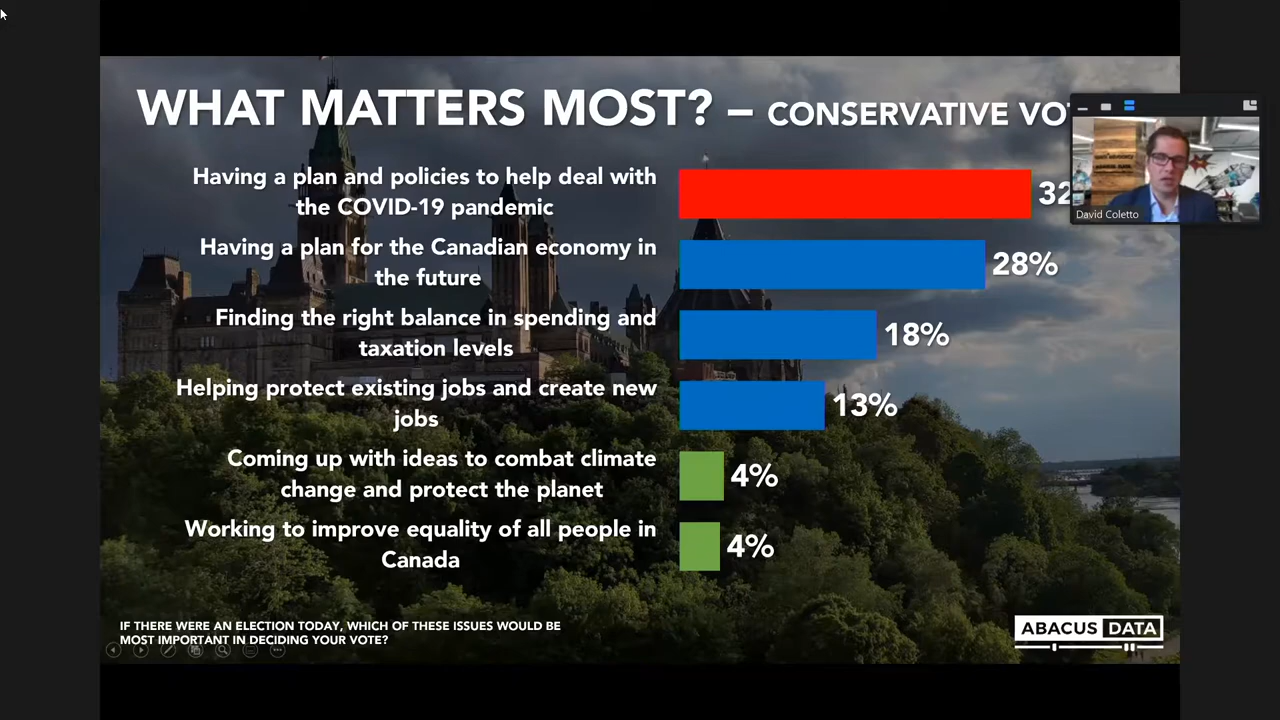 WHAT MATTERS MOST? – CONSERVATIVE
Having a plan and policies to help deal with
the COVID-19 pandemic
32
David Coletto
Having a plan for the Canadian economy in
the future
28%
Finding the right balance in spending and
taxation levels
18%
Helping protect existing jobs and create new
jobs
13%
Coming up with ideas to combat climate
change and protect the planet
4%
Working to improve equality of all people in
Canada
4%
IF THERE WERE AN ELECTION TODAY, WHICH OF THESE ISSUES WOULD BE
MOST IMPORTANT IN DECIDING YOUR VOTE?
ABACUS DATA